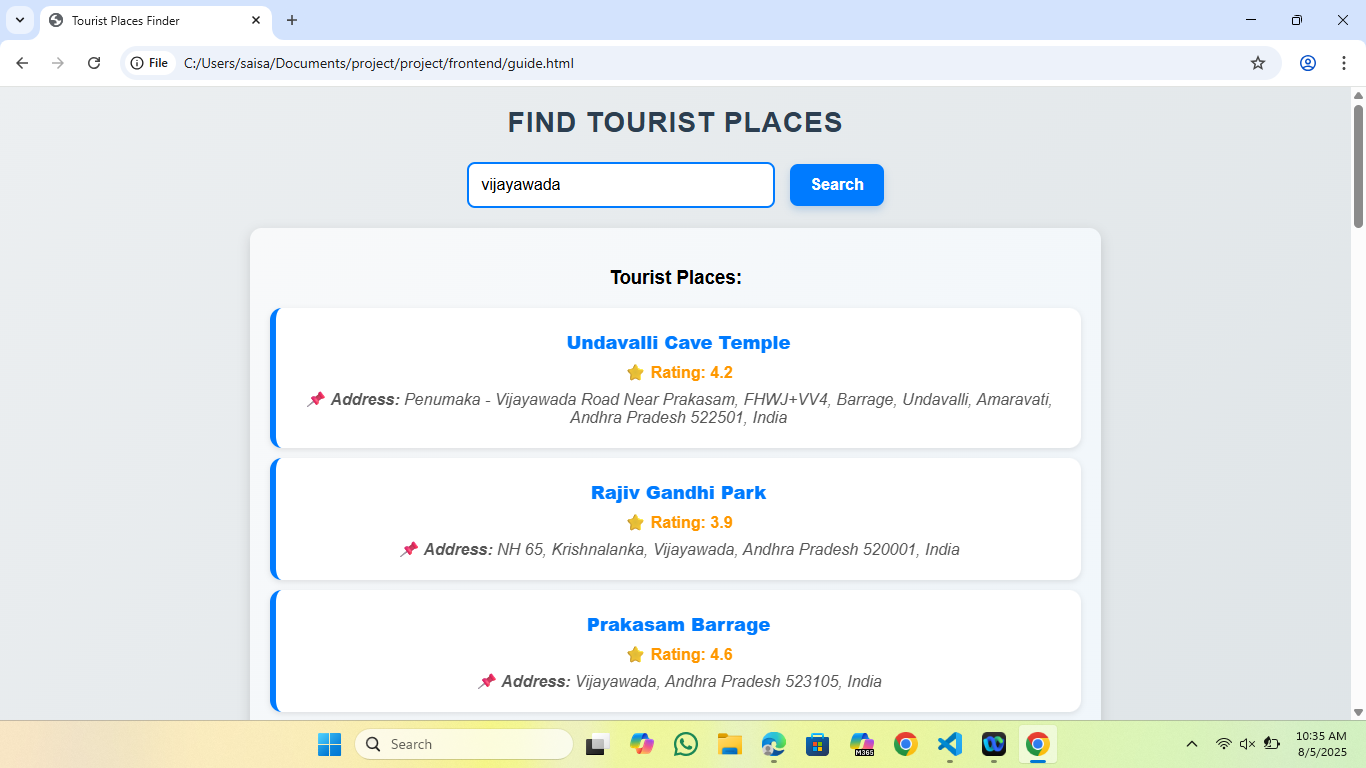 Tourist Places Finder
File
C:/Users/saisa/Documents/project/project/frontend/guide.html
FIND TOURIST PLACES
vijayawada
Search
Tourist Places:
Undavalli Cave Temple
⭐ Rating: 4.2
📌 Address: Penumaka - Vijayawada Road Near Prakasam, FHWJ+VV4, Barrage, Undavalli, Amaravati,
Andhra Pradesh 522501, India
Rajiv Gandhi Park
⭐ Rating: 3.9
📌 Address: NH 65, Krishnalanka, Vijayawada, Andhra Pradesh 520001, India
Prakasam Barrage
⭐ Rating: 4.6
📌 Address: Vijayawada, Andhra Pradesh 523105, India
Search
M365
10:35 AM
8/5/2025